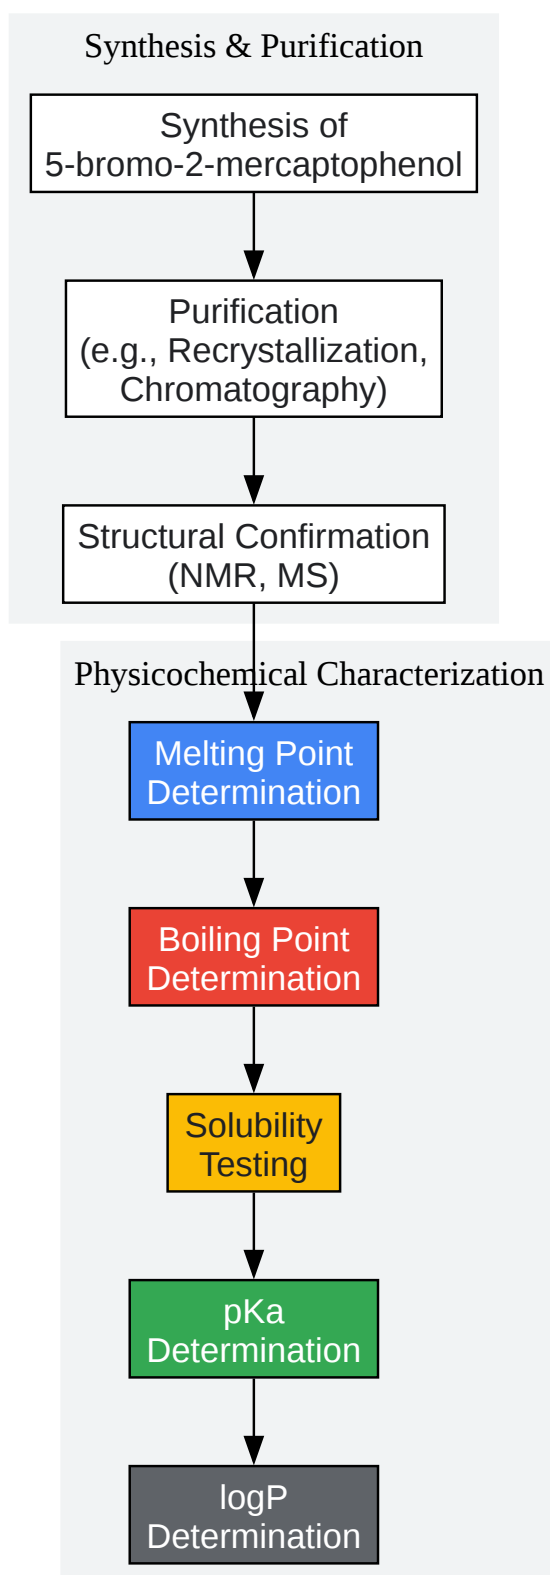 Synthesis & Purification
Synthesis of
5-bromo-2-mercaptophenol
Purification
(e.g., Recrystallization,
Chromatography)
Structural Confirmation
(NMR, MS)
Physicochemical Characterization
Melting Point
Determination
Boiling Point
Determination
Solubility
Testing
pKa
Determination
logP
Determination